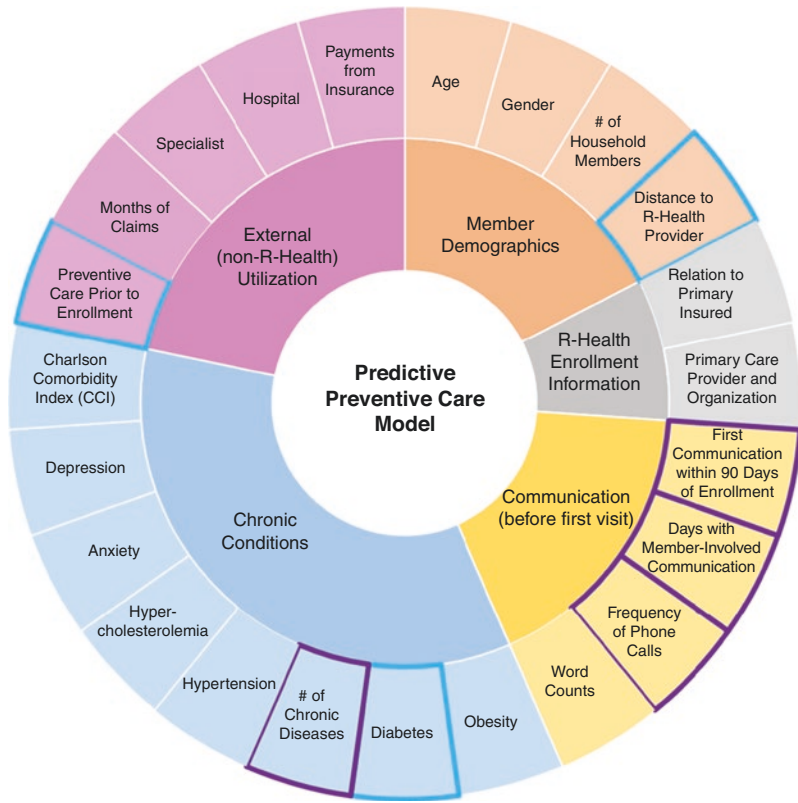 Predictive
Preventive Care
Model
Member
Demographics
Age
Gender
# of
Household
Members
Distance to
R-Health
Provider
R-Health
Enrollment
Information
Relation to
Primary
Insured
Primary Care
Provider and
Organization
Communication
(before first visit)
First
Communication
within 90 Days
of Enrollment
Days with
Member-Involved
Communication
Frequency
of Phone
Calls
Word
Counts
Chronic
Conditions
Obesity
Diabetes
# of
Chronic
Diseases
Hypertension
Hyper-
cholesterolemia
Anxiety
Depression
Charlson
Comorbidity
Index (CCI)
External
(non-R-Health)
Utilization
Preventive
Care Prior to
Enrollment
Months of
Claims
Specialist
Hospital
Payments
from
Insurance